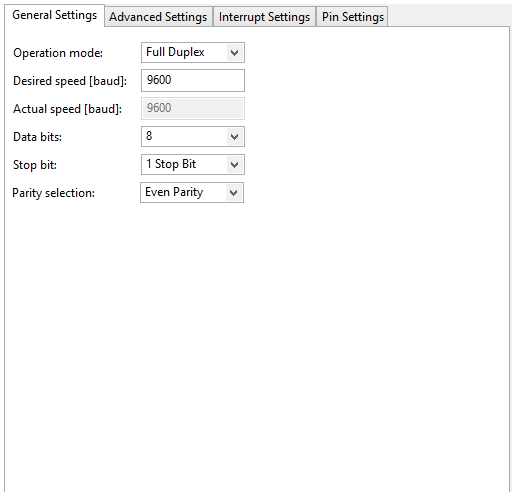 General Settings Advanced Settings Interrupt Settings Pin Settings
Operation mode: Full Duplex
Desired speed [baud]: 9600
Actual speed [baud]: 9600
Data bits: 8
Stop bit: 1 Stop Bit
Parity selection: Even Parity